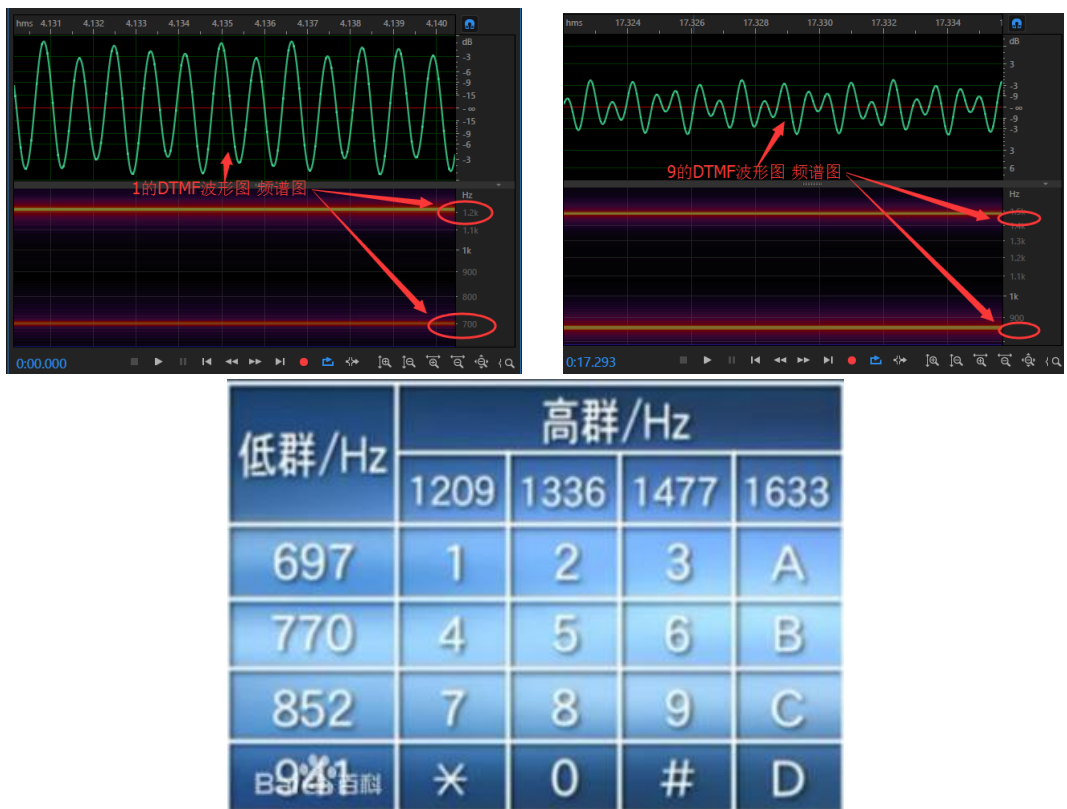 hms 4.131 4.132 4.133 4.134 4.135 4.136 4.137 4.138 4.139 4.140
dB
-3
-6
-9
-15
-∞
-15
-9
-6
-3
1的DTMF波形图 频谱图
Hz
1.2k
1.1k
1k
900
800
700
0:00.000
hms 17.324 17.326 17.328 17.330 17.332 17.334
dB
3
-3
-9
-∞
-9
-3
3
6
9的DTMF波形图 频谱图
Hz
1.3k
1.2k
1.1k
1k
900
0:17.293
低群/Hz 高群/Hz
1209 1336 1477 1633
697 1 2 3 A
770 4 5 6 B
852 7 8 9 C
941 * 0 # D
百科